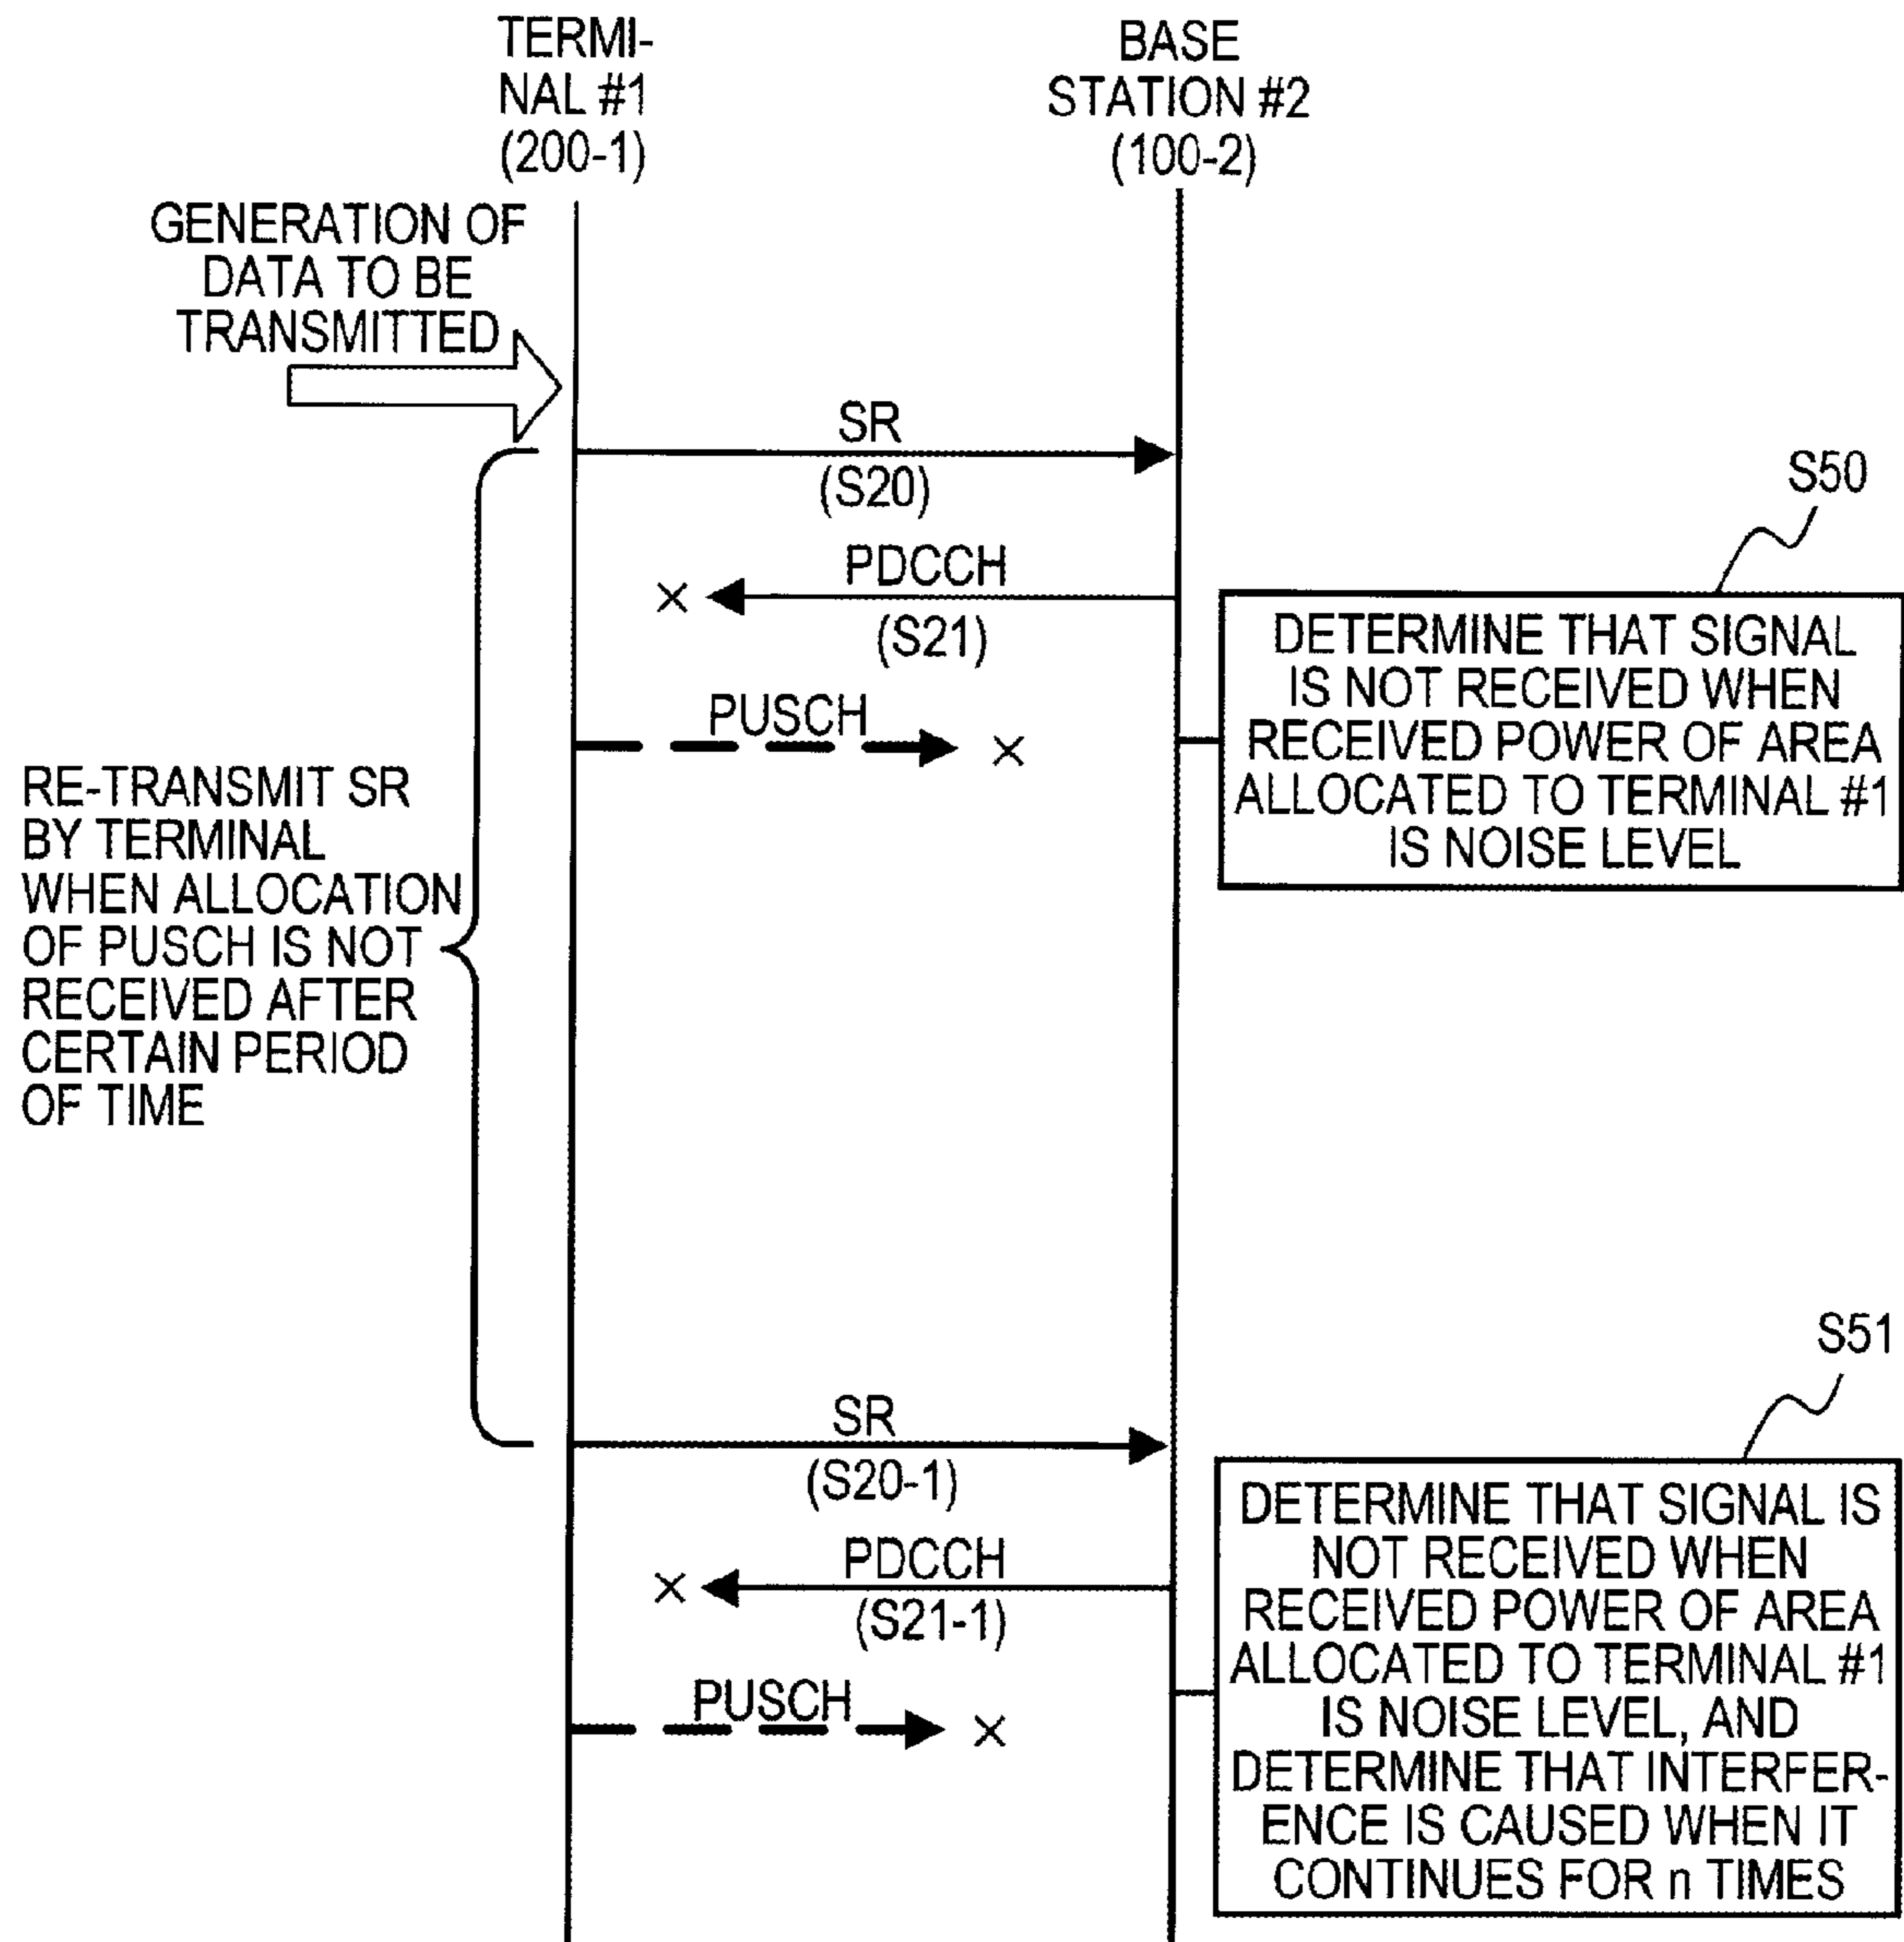 TERMI-
NAL #1
(200-1)
BASE
STATION #2
(100-2)
GENERATION OF
DATA TO BE
TRANSMITTED
SR
(S20)
S50
PDCCH
(S21)
DETERMINE THAT SIGNAL
IS NOT RECEIVED WHEN
RECEIVED POWER OF AREA
ALLOCATED TO TERMINAL #1
IS NOISE LEVEL
PUSCH
RE-TRANSMIT SR
BY TERMINAL
WHEN ALLOCATION
OF PUSCH IS NOT
RECEIVED AFTER
CERTAIN PERIOD
OF TIME
S51
SR
(S20-1)
PDCCH
(S21-1)
PUSCH
DETERMINE THAT SIGNAL IS
NOT RECEIVED WHEN
RECEIVED POWER OF AREA
ALLOCATED TO TERMINAL #1
IS NOISE LEVEL, AND
DETERMINE THAT INTERFER-
ENCE IS CAUSED WHEN IT
CONTINUES FOR n TIMES